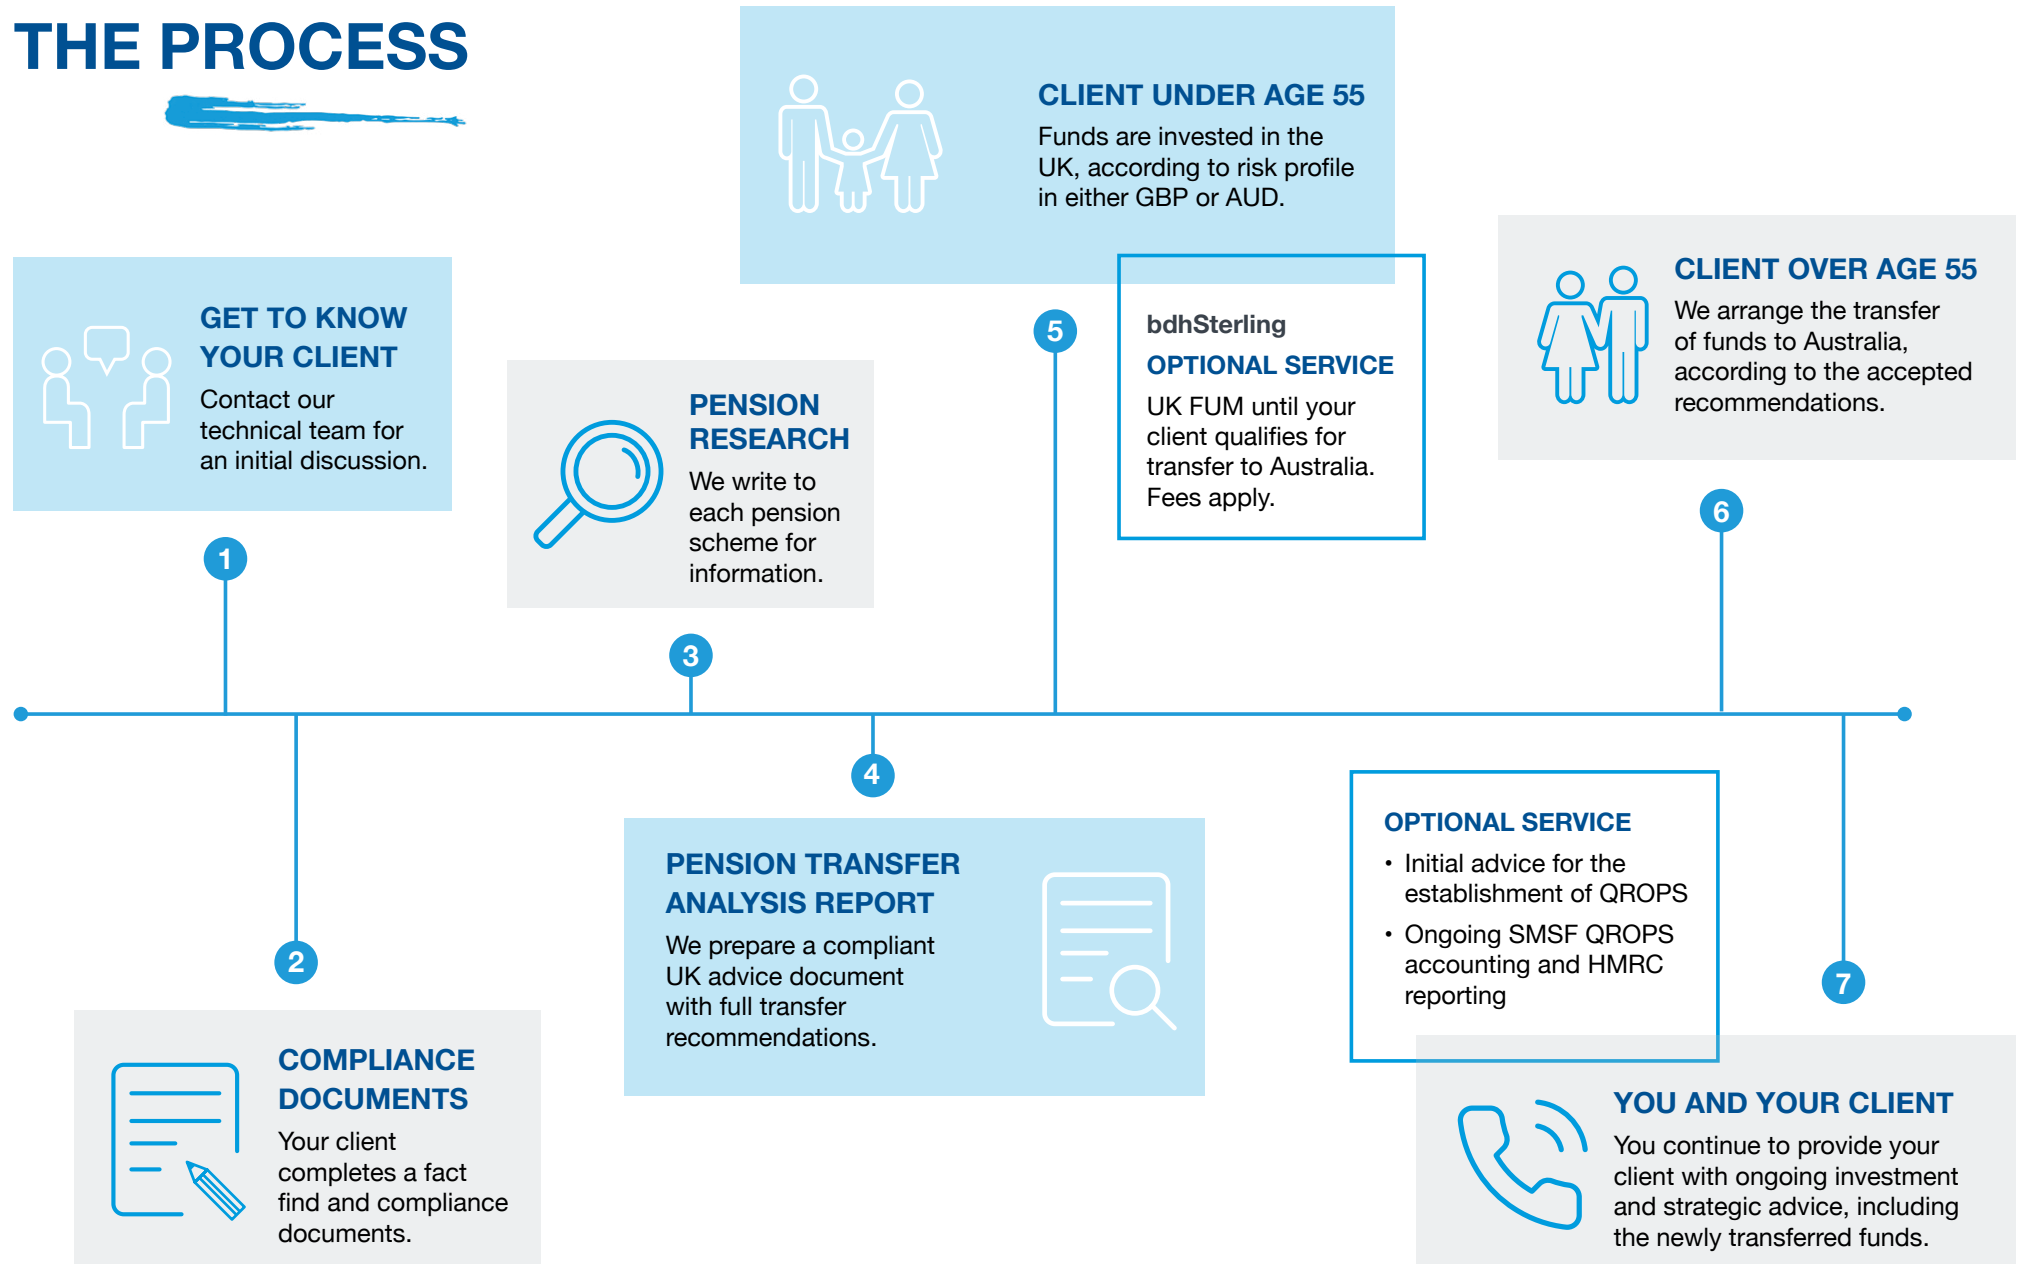 THE PROCESS
1
GET TO KNOW
YOUR CLIENT
Contact our
technical team for
an initial discussion.
2
COMPLIANCE
DOCUMENTS
Your client
completes a fact
find and compliance
documents.
3
PENSION
RESEARCH
We write to
each pension
scheme for
information.
4
PENSION TRANSFER
ANALYSIS REPORT
We prepare a compliant
UK advice document
with full transfer
recommendations.
5
CLIENT UNDER AGE 55
Funds are invested in the
UK, according to risk profile
in either GBP or AUD.
bdhSterling
OPTIONAL SERVICE
UK FUM until your
client qualifies for
transfer to Australia.
Fees apply.
6
CLIENT OVER AGE 55
We arrange the transfer
of funds to Australia,
according to the accepted
recommendations.
OPTIONAL SERVICE
• Initial advice for the
establishment of QROPS
• Ongoing SMSF QROPS
accounting and HMRC
reporting
7
YOU AND YOUR CLIENT
You continue to provide your
client with ongoing investment
and strategic advice, including
the newly transferred funds.